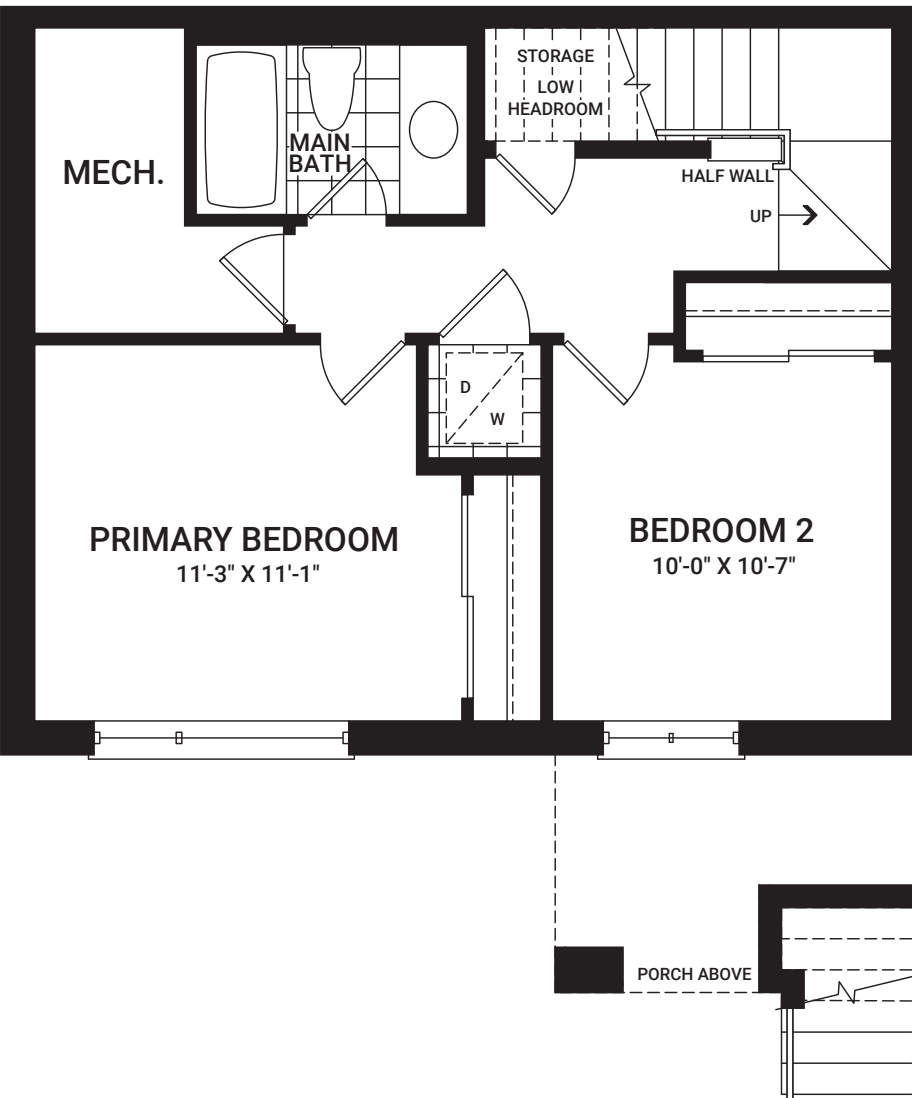 STORAGE
LOW
HEADROOM
MAIN
BATH
MECH.
HALF WALL
UP
D
W
PRIMARY BEDROOM
11'-3" X 11'-1"
BEDROOM 2
10'-0" X 10'-7"
PORCH ABOVE